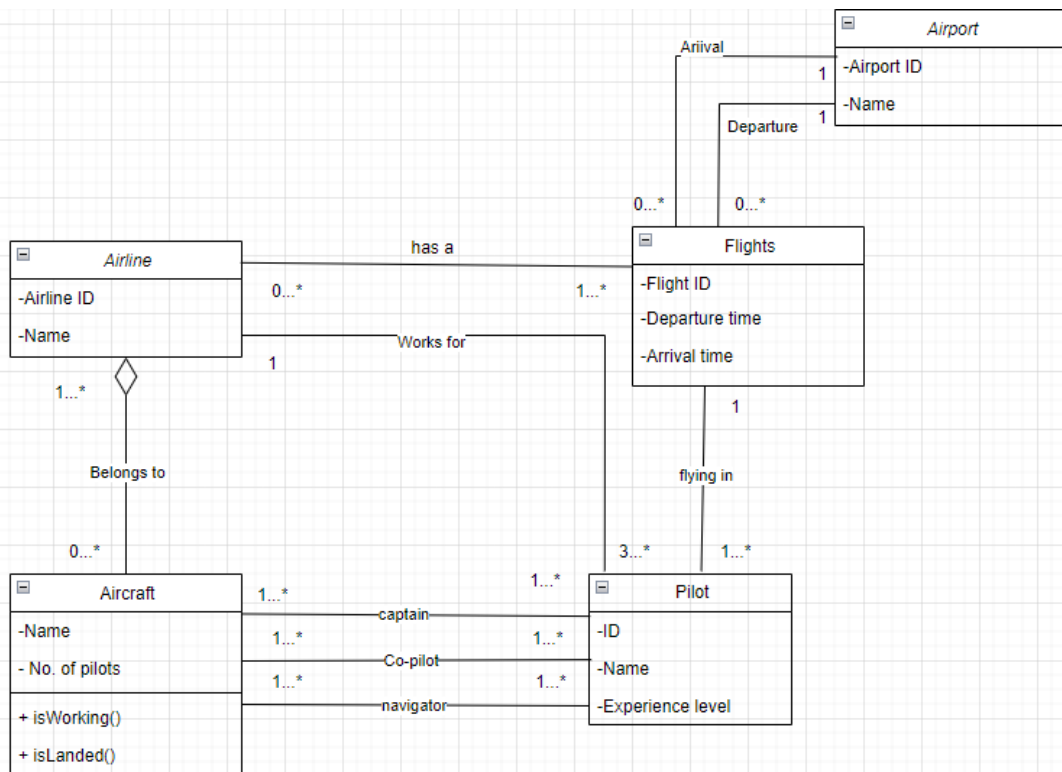 Airport
-Airport ID
-Name
Ariival
1
1
Departure
0...*
0...*
Flights
-Flight ID
-Departure time
-Arrival time
has a
0...*
1...*
Airline
-Airline ID
-Name
Works for
1
1...*
1
Belongs to
flying in
0...*
3...*
1...*
Aircraft
-Name
- No. of pilots
+ isWorking()
+ isLanded()
1...*
captain
1...*
1...*
Co-pilot
1...*
1...*
navigator
1...*
Pilot
-ID
-Name
-Experience level